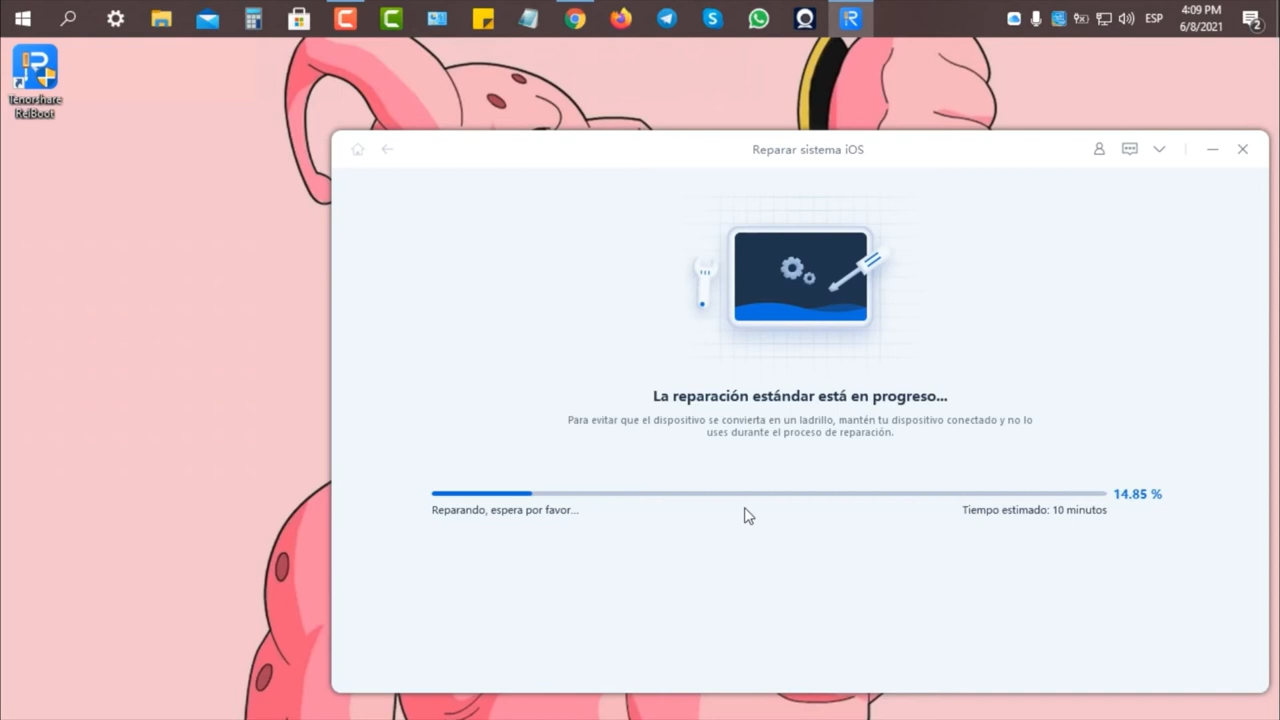 4:09 PM
ESP
6/8/2021
2
Tenorshare
ReiBoot
Reparar sistema iOS
La reparación estándar está en progreso...
Para evitar que el dispositivo se convierta en un ladrillo, mantén tu dispositivo conectado y no lo
uses durante el proceso de reparación.
14.85 %
Reparando, espera por favor...
Tiempo estimado: 10 minutos